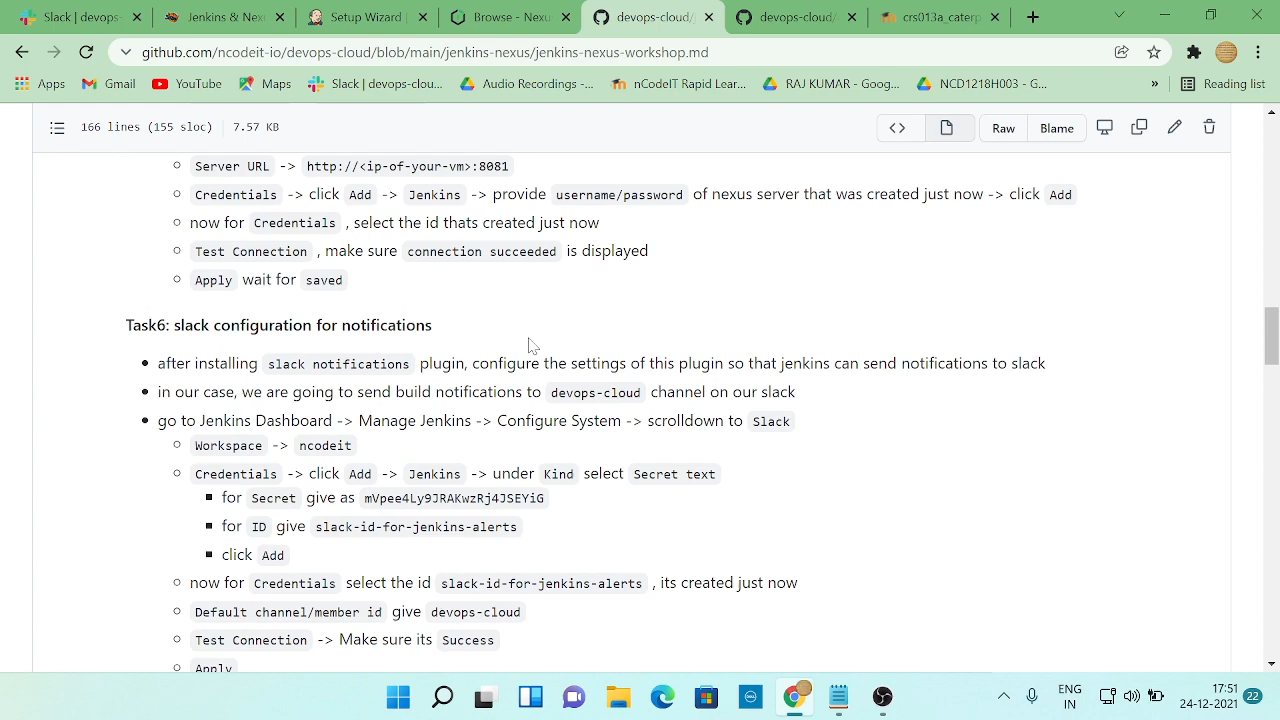 Slack | devops-
Jenkins & Nex
Setup Wizard
Browse - Nexu
devops-cloud/
devops-cloud/
crs013a_caterp
github.com/ncodeit-io/devops-cloud/blob/main/jenkins-nexus/jenkins-nexus-workshop.md
Apps Gmail YouTube Maps Slack | devops-clou... Audio Recordings -... nCodeIT Rapid Lear... RAJ KUMAR - Goog... NCD1218H003 - G... » Reading list
166 lines (155 sloc) 7.57 KB <> Raw Blame
Server URL -> http://<ip-of-your-vm>:8081
Credentials -> click Add -> Jenkins -> provide username/password of nexus server that was created just now -> click Add
now for Credentials , select the id thats created just now
Test Connection , make sure connection succeeded is displayed
Apply wait for saved
Task6: slack configuration for notifications
after installing slack notifications plugin, configure the settings of this plugin so that jenkins can send notifications to slack
in our case, we are going to send build notifications to devops-cloud channel on our slack
go to Jenkins Dashboard -> Manage Jenkins -> Configure System -> scrolldown to Slack
Workspace -> ncodeit
Credentials -> click Add -> Jenkins -> under Kind select Secret text
for Secret give as mVpee4Ly9JRAKwzRj4JSEYiG
for ID give slack-id-for-jenkins-alerts
click Add
now for Credentials select the id slack-id-for-jenkins-alerts , its created just now
Default channel/member id give devops-cloud
Test Connection -> Make sure its Success
Apply
ENG
IN
17:51
24-12-2021
22